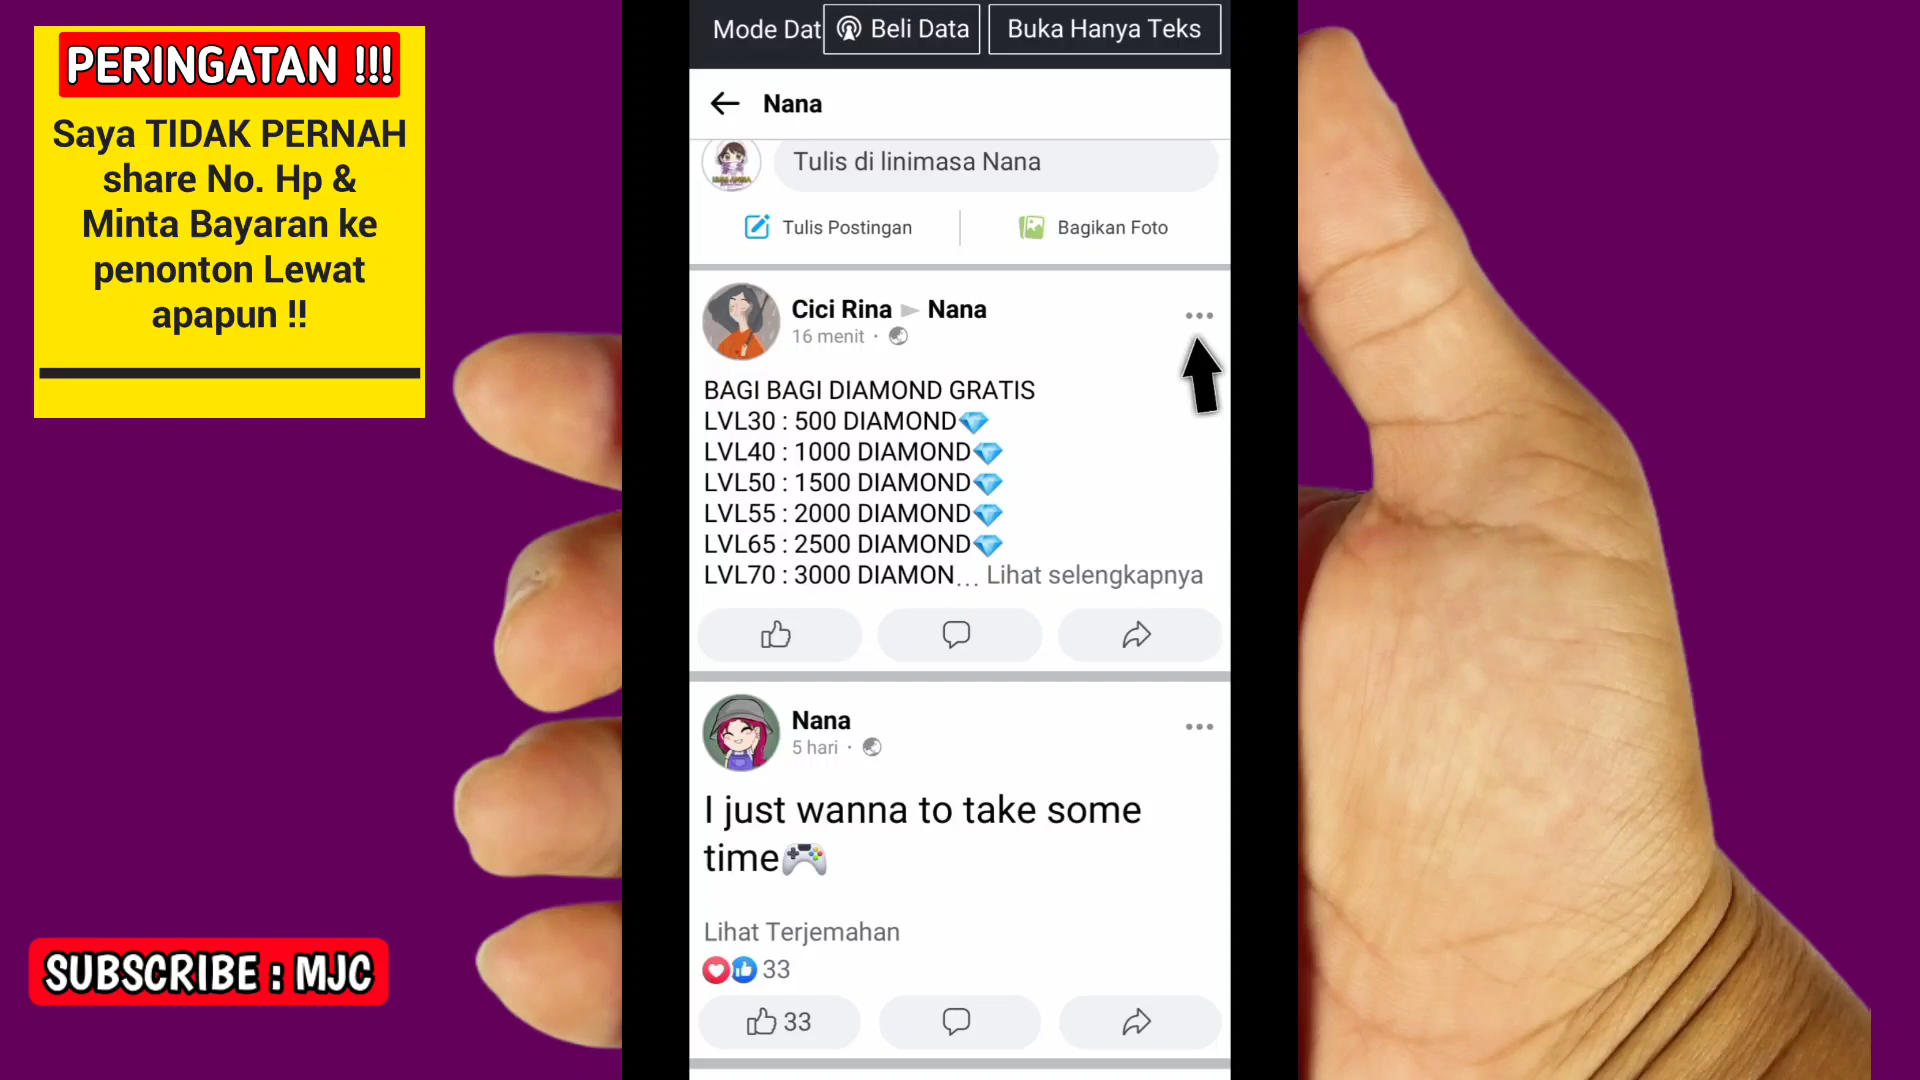 PERINGATAN !!!
Saya TIDAK PERNAH
share No. Hp &
Minta Bayaran ke
penonton Lewat
apapun !!
SUBSCRIBE : MJC
Mode Dat
Beli Data
Buka Hanya Teks
Nana
Tulis di linimasa Nana
Tulis Postingan
Bagikan Foto
Cici Rina ► Nana
16 menit ·
BAGI BAGI DIAMOND GRATIS
LVL30 : 500 DIAMOND💎
LVL40 : 1000 DIAMOND💎
LVL50 : 1500 DIAMOND💎
LVL55 : 2000 DIAMOND💎
LVL65 : 2500 DIAMOND💎
LVL70 : 3000 DIAMON... Lihat selengkapnya
Nana
5 hari ·
I just wanna to take some
time🎮
Lihat Terjemahan
33
33